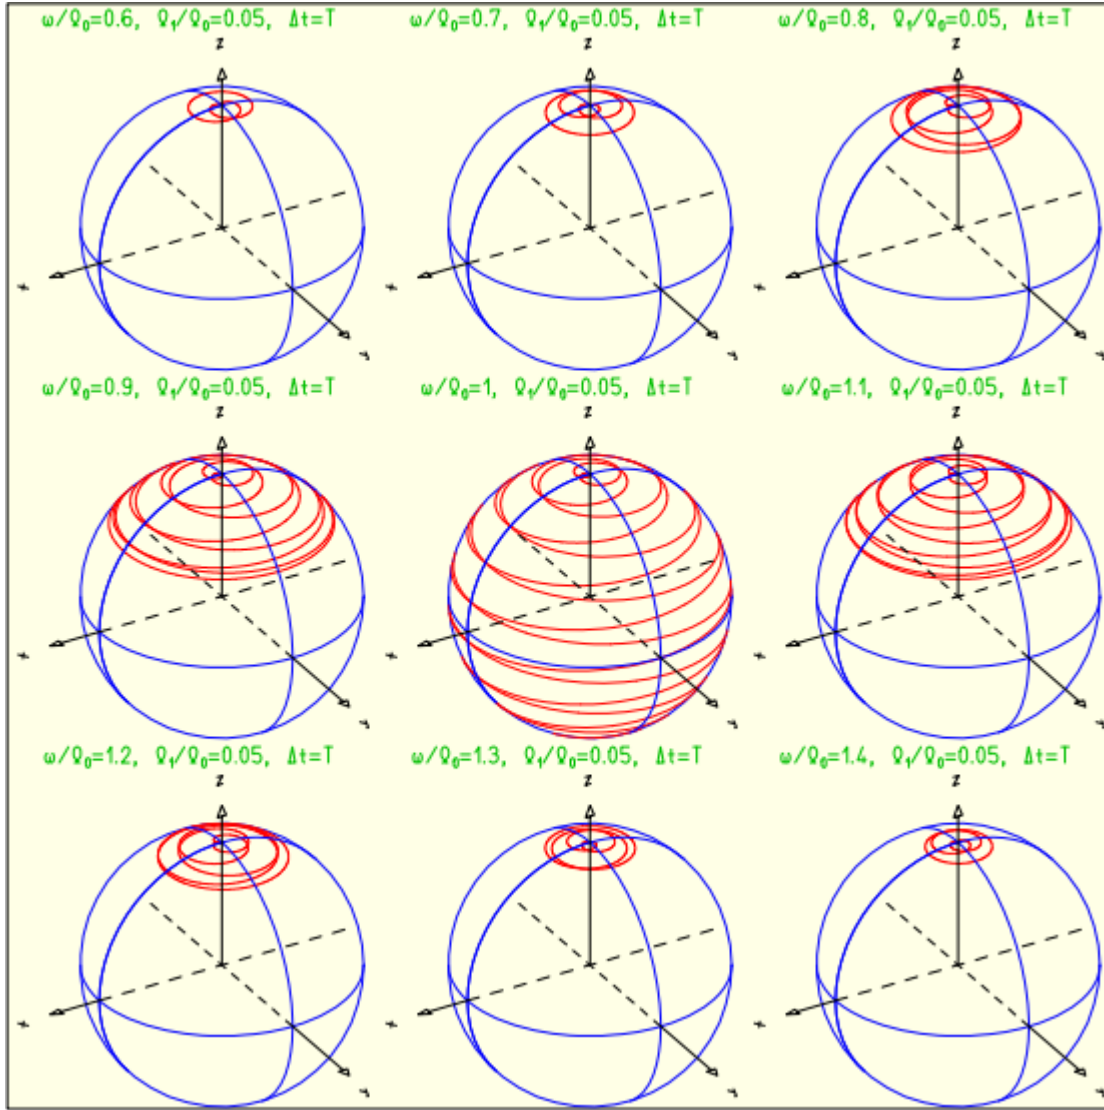 ω/Ω₀=0.6, Ω₁/Ω₀=0.05, Δt=T
z
x
y
ω/Ω₀=0.7, Ω₁/Ω₀=0.05, Δt=T
z
x
y
ω/Ω₀=0.8, Ω₁/Ω₀=0.05, Δt=T
z
x
y
ω/Ω₀=0.9, Ω₁/Ω₀=0.05, Δt=T
z
x
y
ω/Ω₀=1, Ω₁/Ω₀=0.05, Δt=T
z
x
y
ω/Ω₀=1.1, Ω₁/Ω₀=0.05, Δt=T
z
x
y
ω/Ω₀=1.2, Ω₁/Ω₀=0.05, Δt=T
z
x
y
ω/Ω₀=1.3, Ω₁/Ω₀=0.05, Δt=T
z
x
y
ω/Ω₀=1.4, Ω₁/Ω₀=0.05, Δt=T
z
x
y